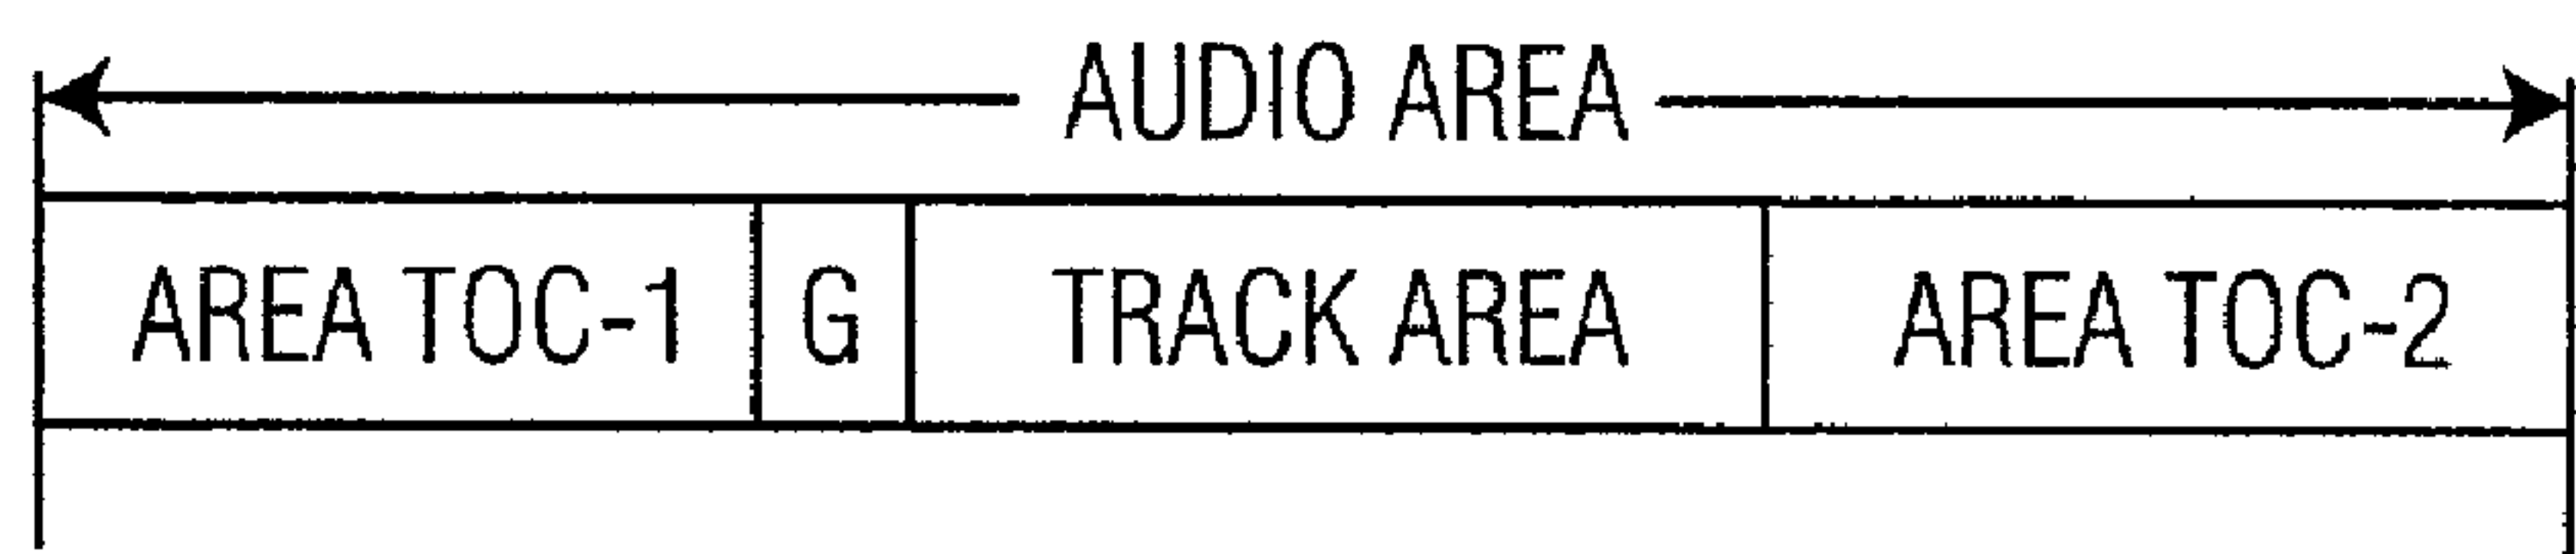 AUDIO AREA
AREA TOC-1 G TRACK AREA AREA TOC-2